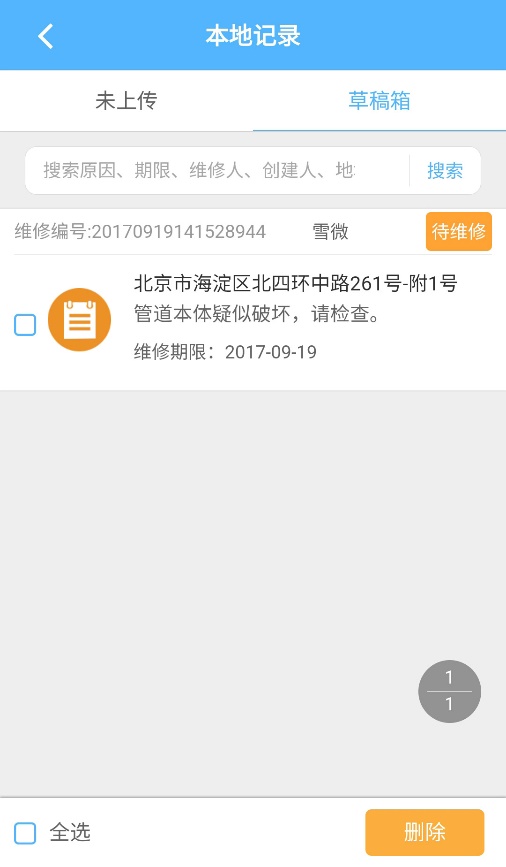 本地记录
未上传 草稿箱
搜索原因、期限、维修人、创建人、地 搜索
维修编号:20170919141528944 雪微 待维修
北京市海淀区北四环中路261号-附1号
管道本体疑似破坏，请检查。
维修期限：2017-09-19
1
1
全选 删除